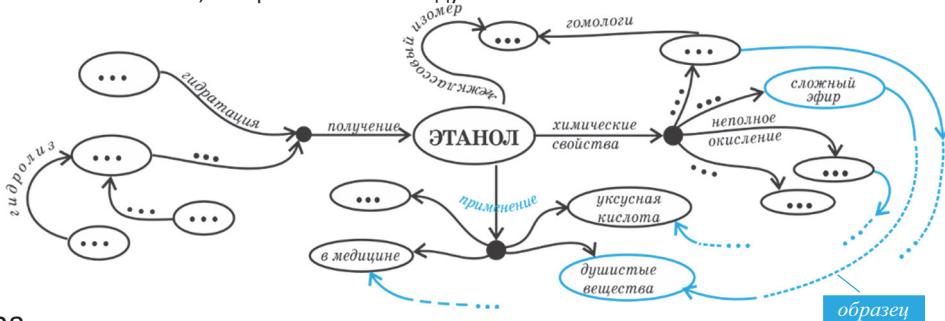 межклассовый изомер
•••
гомологи
•••
•••
гидратация
•••
•••
сложный
эфир
гидролиз
•••
•••
получение
ЭТАНОЛ
химические
свойства
неполное
окисление
•••
•••
•••
•••
•••
•••
•••
применение
•••
уксусная
кислота
•••
•••
•••
в медицине
душистые
вещества
•••
образец